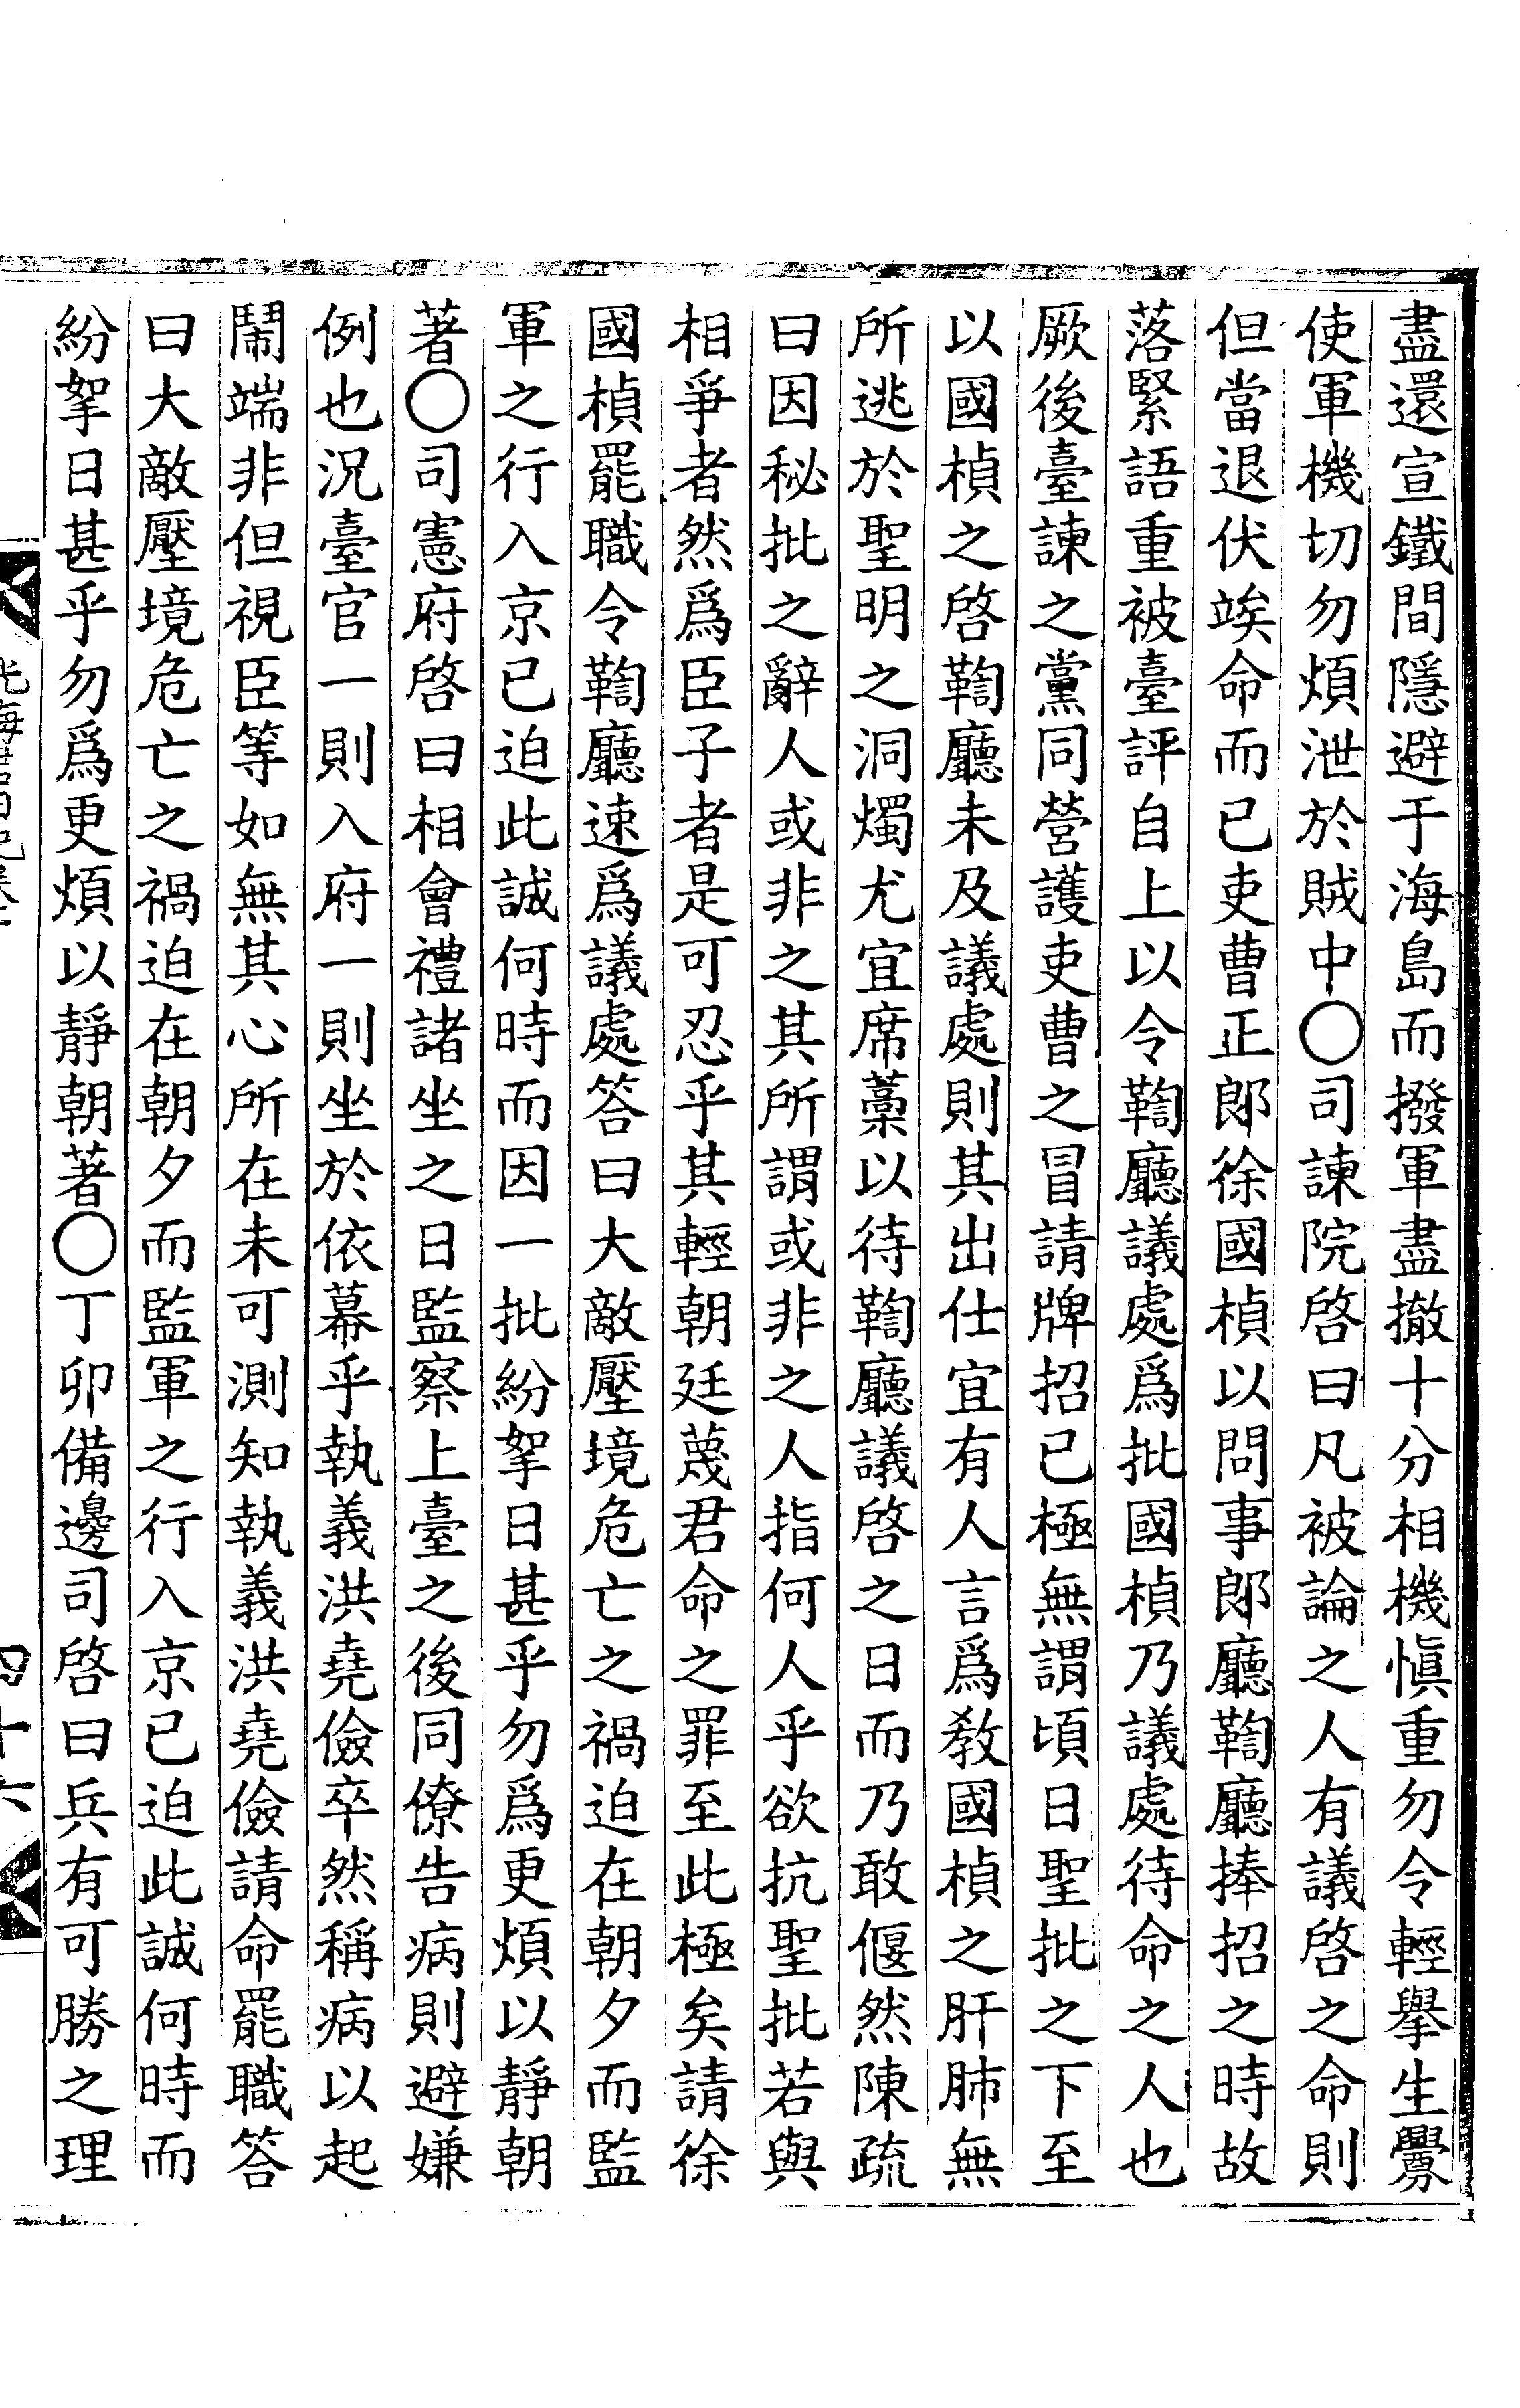 盡還宣鐵間隱避于海島而撥軍盡撤十分相機愼重勿令輕擧生釁
使軍機切勿煩泄於賊中○司諫院啓曰凡被論之人有議啓之命則
但當退伏竢命而已吏曹正郞徐國楨以問事郞廳鞫廳捧招之時故
落緊語重被臺評自上以令鞫廳議處爲批國楨乃議處待命之人也
厥後臺諫之黨同營護吏曹之冒請牌招已極無謂頃日聖批之下至
以國楨之啓鞫廳未及議處則其出仕宜有人言爲敎國楨之肝肺無
所逃於聖明之洞燭尤宜席藁以待鞫廳議啓之日而乃敢偃然陳疏
曰因秘批之辭人或非之其所謂或非之人指何人乎欲抗聖批若與
相爭者然爲臣子者是可忍乎其輕朝廷蔑君命之罪至此極矣請徐
國楨罷職令鞫廳速爲議處答曰大敵壓境危亡之禍迫在朝夕而監
軍之行入京已迫此誠何時而因一批紛挐日甚乎勿爲更煩以靜朝
著○司憲府啓曰相會禮諸坐之日監察上臺之後同僚告病則避嫌
例也況臺官一則入府一則坐於依幕乎執義洪堯儉卒然稱病以起
鬧端非但視臣等如無其心所在未可測知執義洪堯儉請命罷職答
曰大敵壓境危亡之禍迫在朝夕而監軍之行入京已迫此誠何時而
紛挐日甚乎勿爲更煩以靜朝著○丁卯備邊司啓曰兵有可勝之理
四十六